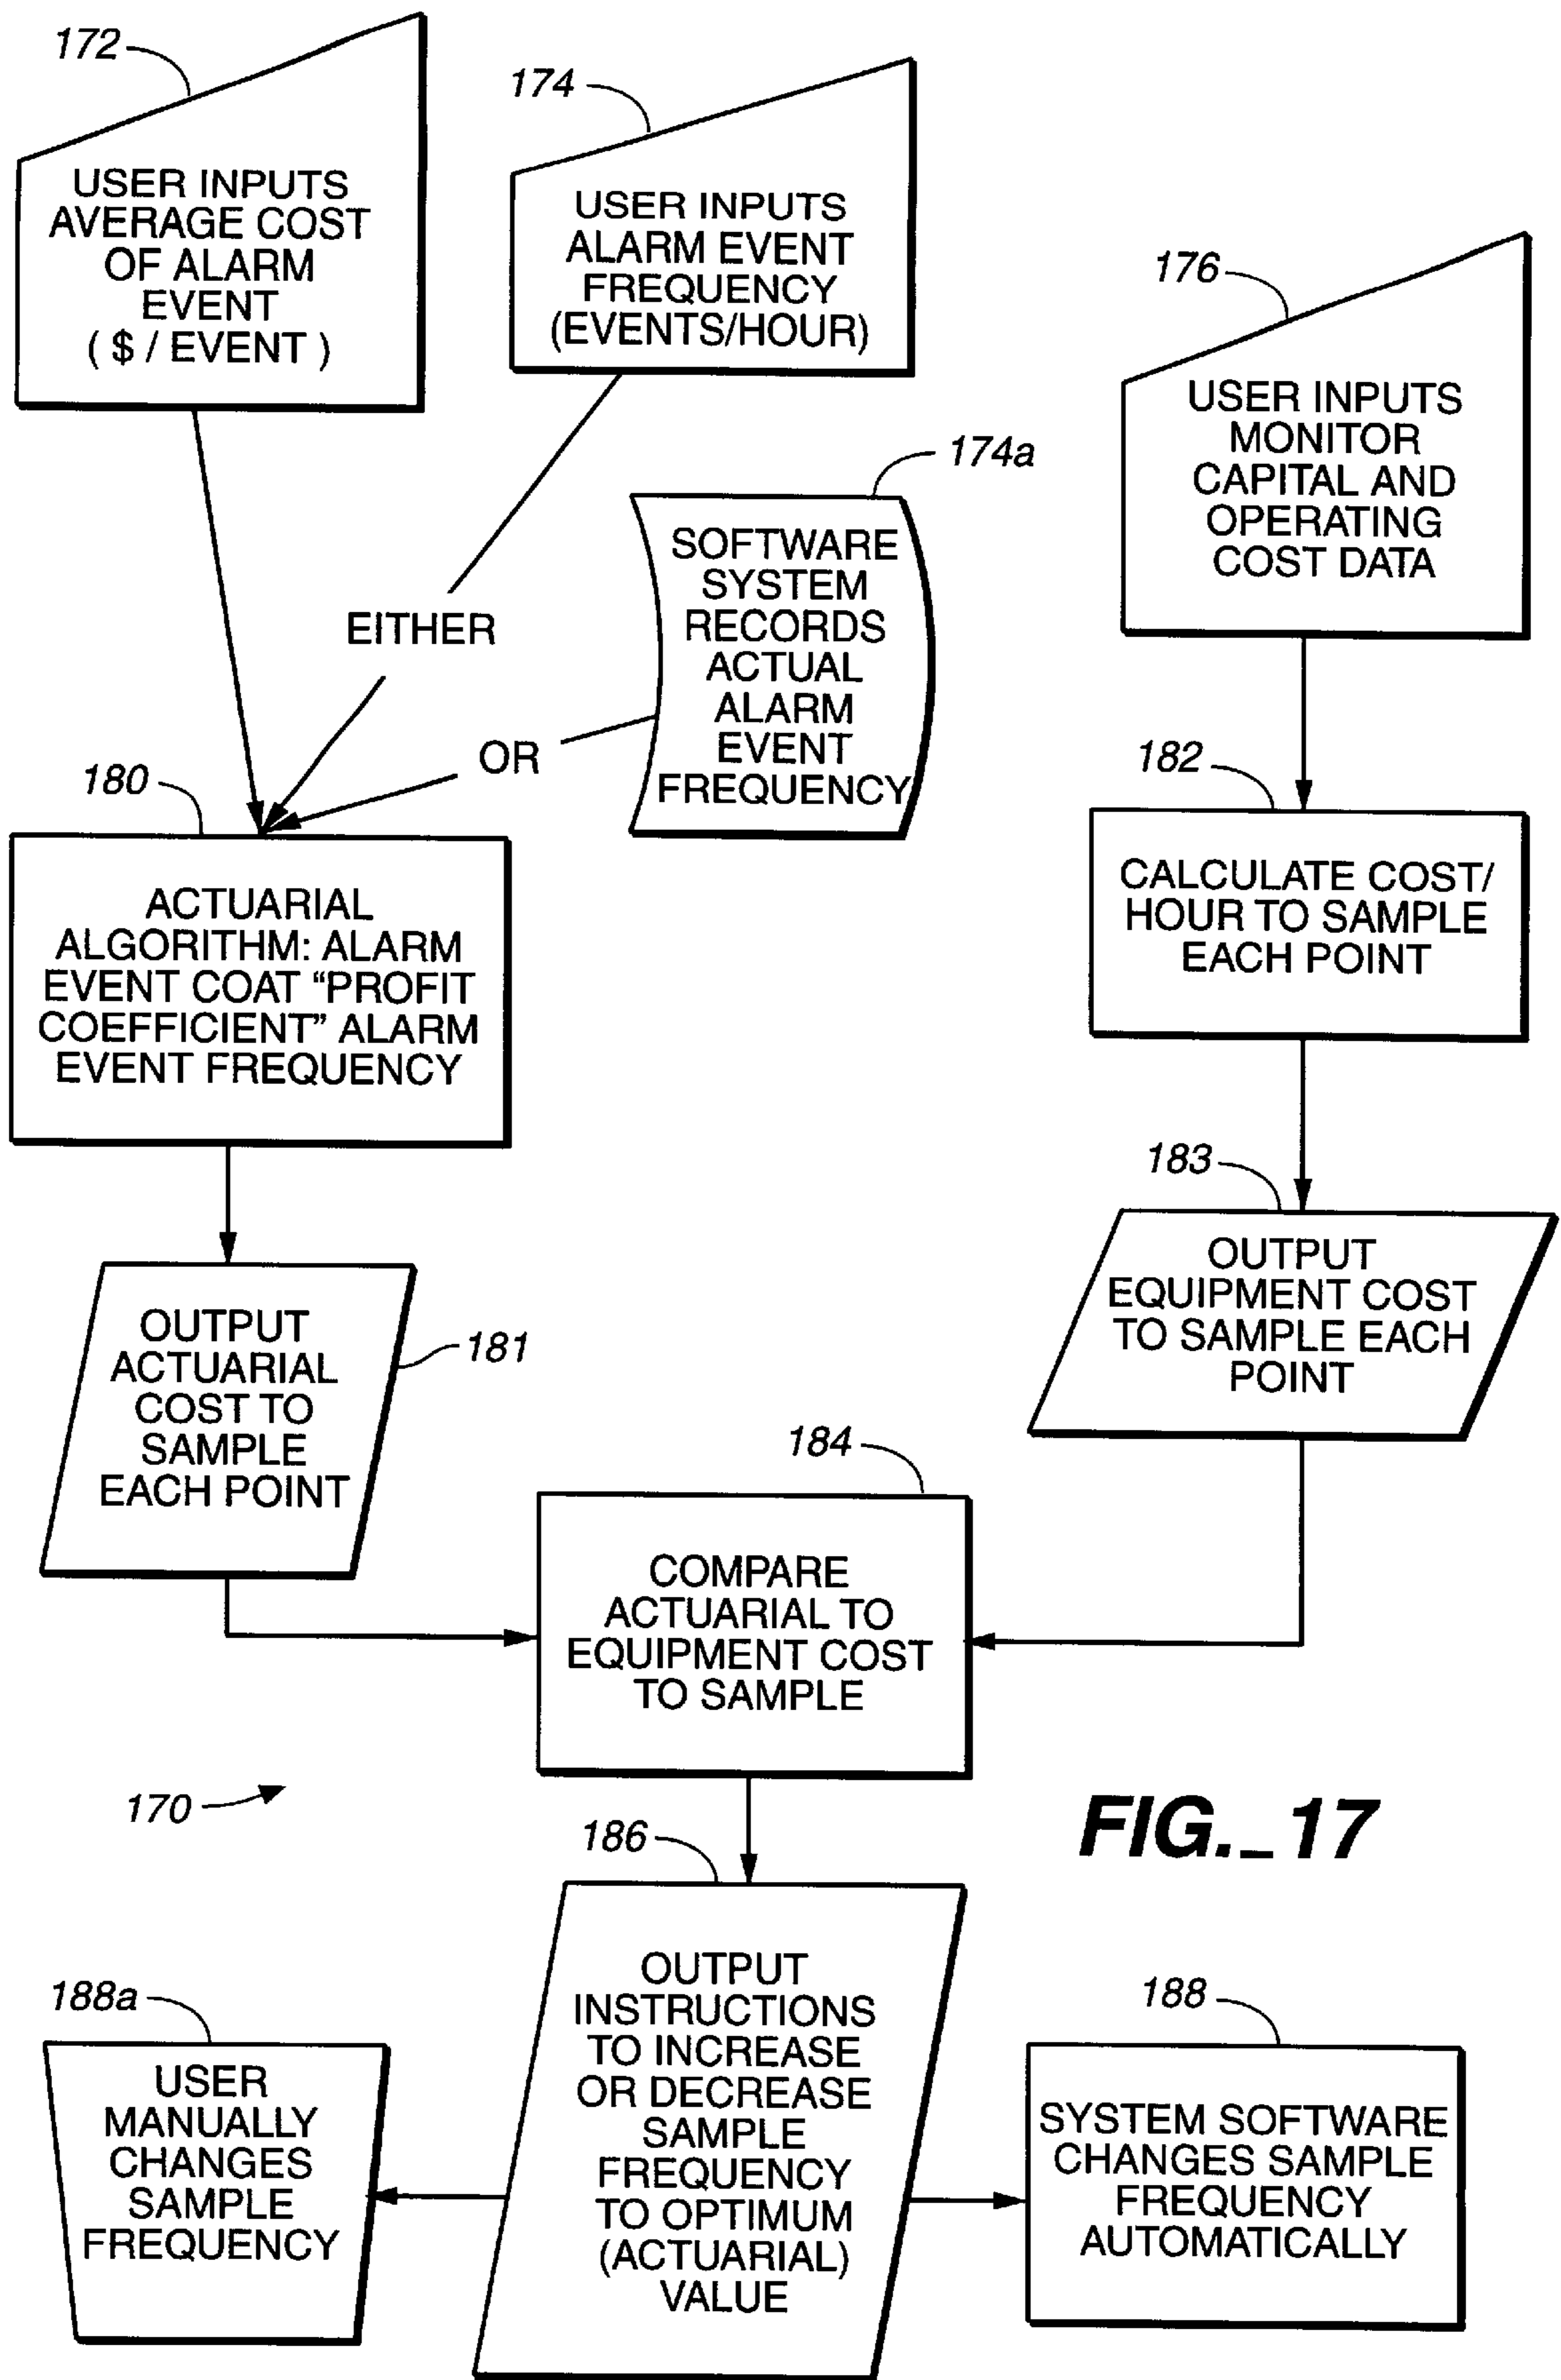 172
USER INPUTS
AVERAGE COST
OF ALARM
EVENT
( $ / EVENT )
174
USER INPUTS
ALARM EVENT
FREQUENCY
(EVENTS/HOUR)
176
USER INPUTS
MONITOR
CAPITAL AND
OPERATING
COST DATA
174a
SOFTWARE
SYSTEM
RECORDS
ACTUAL
ALARM
EVENT
FREQUENCY
EITHER
OR
180
ACTUARIAL
ALGORITHM: ALARM
EVENT COAT “PROFIT
COEFFICIENT” ALARM
EVENT FREQUENCY
182
CALCULATE COST/
HOUR TO SAMPLE
EACH POINT
181
OUTPUT
ACTUARIAL
COST TO
SAMPLE
EACH POINT
183
OUTPUT
EQUIPMENT COST
TO SAMPLE EACH
POINT
184
COMPARE
ACTUARIAL TO
EQUIPMENT COST
TO SAMPLE
170
FIG._17
186
OUTPUT
INSTRUCTIONS
TO INCREASE
OR DECREASE
SAMPLE
FREQUENCY
TO OPTIMUM
(ACTUARIAL)
VALUE
188a
USER
MANUALLY
CHANGES
SAMPLE
FREQUENCY
188
SYSTEM SOFTWARE
CHANGES SAMPLE
FREQUENCY
AUTOMATICALLY